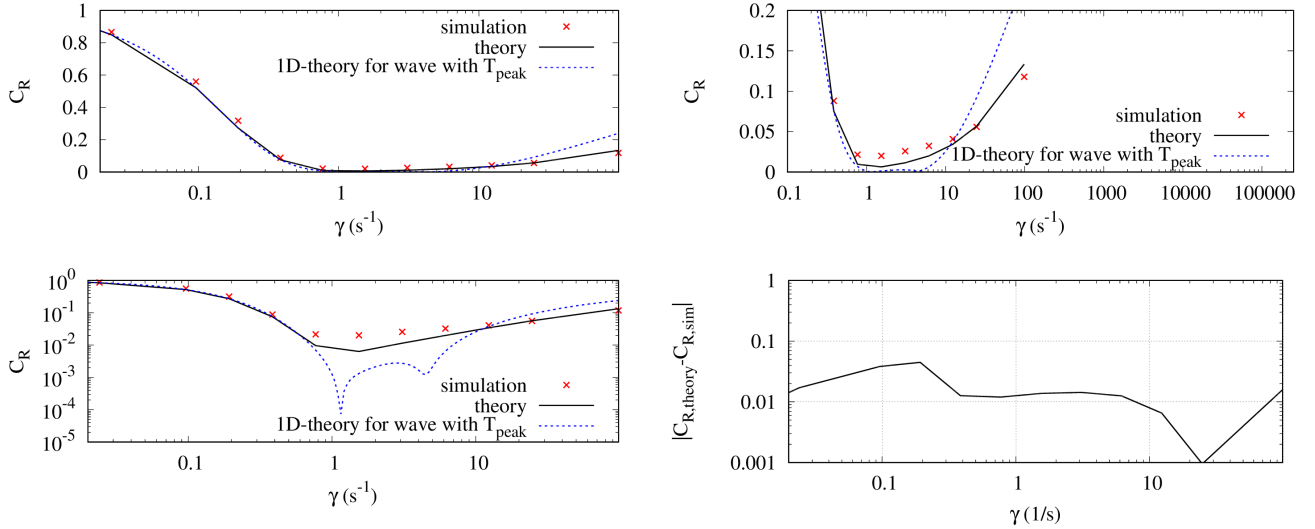 C_R
1
0.8
0.6
0.4
0.2
0
simulation
theory
1D-theory for wave with T_peak
0.1 1 10
γ (s^-1)
C_R
0.2
0.15
0.1
0.05
0
simulation
theory
1D-theory for wave with T_peak
0.1 1 10 100 1000 10000 100000
γ (s^-1)
C_R
10^0
10^-1
10^-2
10^-3
10^-4
10^-5
simulation
theory
1D-theory for wave with T_peak
0.1 1 10
γ (s^-1)
|C_R,theory-C_R,sim|
1
0.1
0.01
0.001
0.1 1 10
γ (1/s)